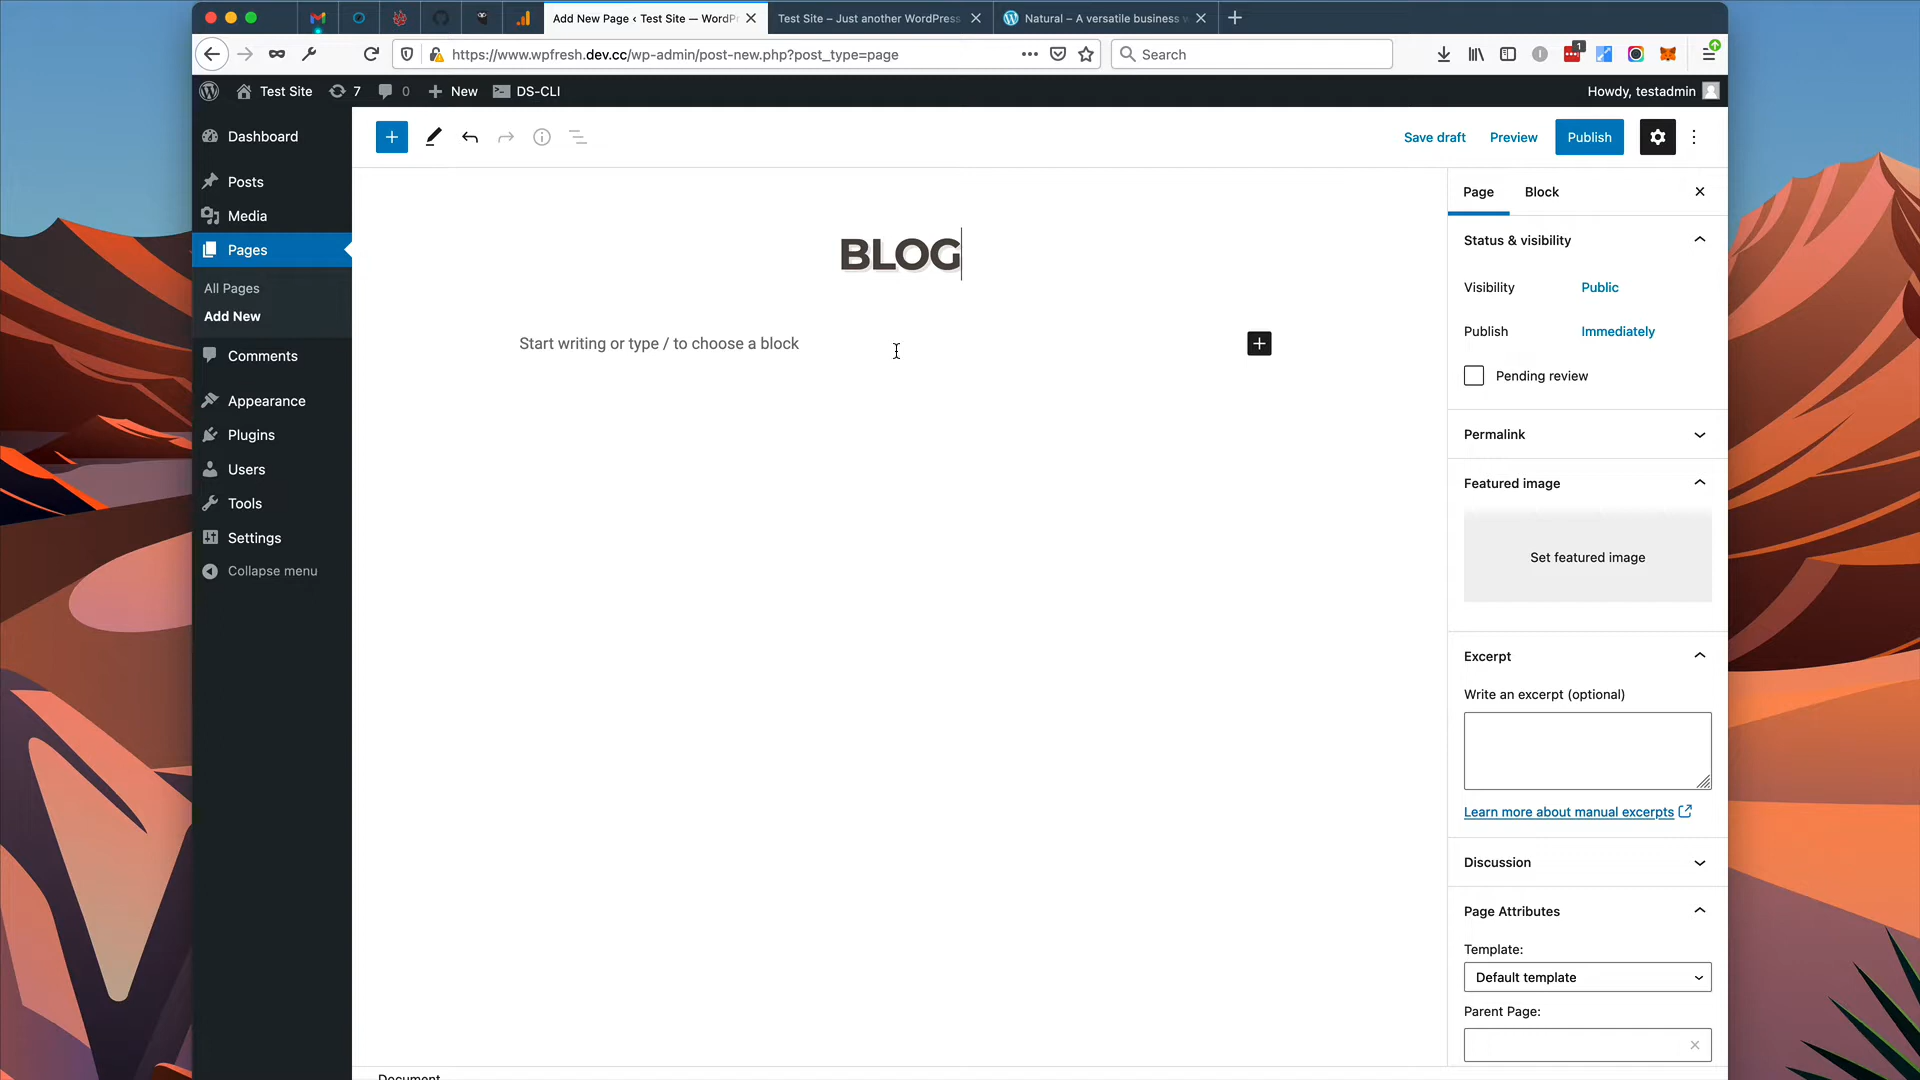 Add New Page ‹ Test Site — WordPr
Test Site – Just another WordPress
Natural – A versatile business w
https://www.wpfresh.dev.cc/wp-admin/post-new.php?post_type=page
Search
1
Test Site
7
0
New
DS-CLI
Howdy, testadmin
Dashboard
Posts
Media
Pages
All Pages
Add New
Comments
Appearance
Plugins
Users
Tools
Settings
Collapse menu
Save draft
Preview
Publish
BLOG
Start writing or type / to choose a block
Page
Block
Status & visibility
Visibility
Public
Publish
Immediately
Pending review
Permalink
Featured image
Set featured image
Excerpt
Write an excerpt (optional)
Learn more about manual excerpts
Discussion
Page Attributes
Template:
Default template
Parent Page:
Document